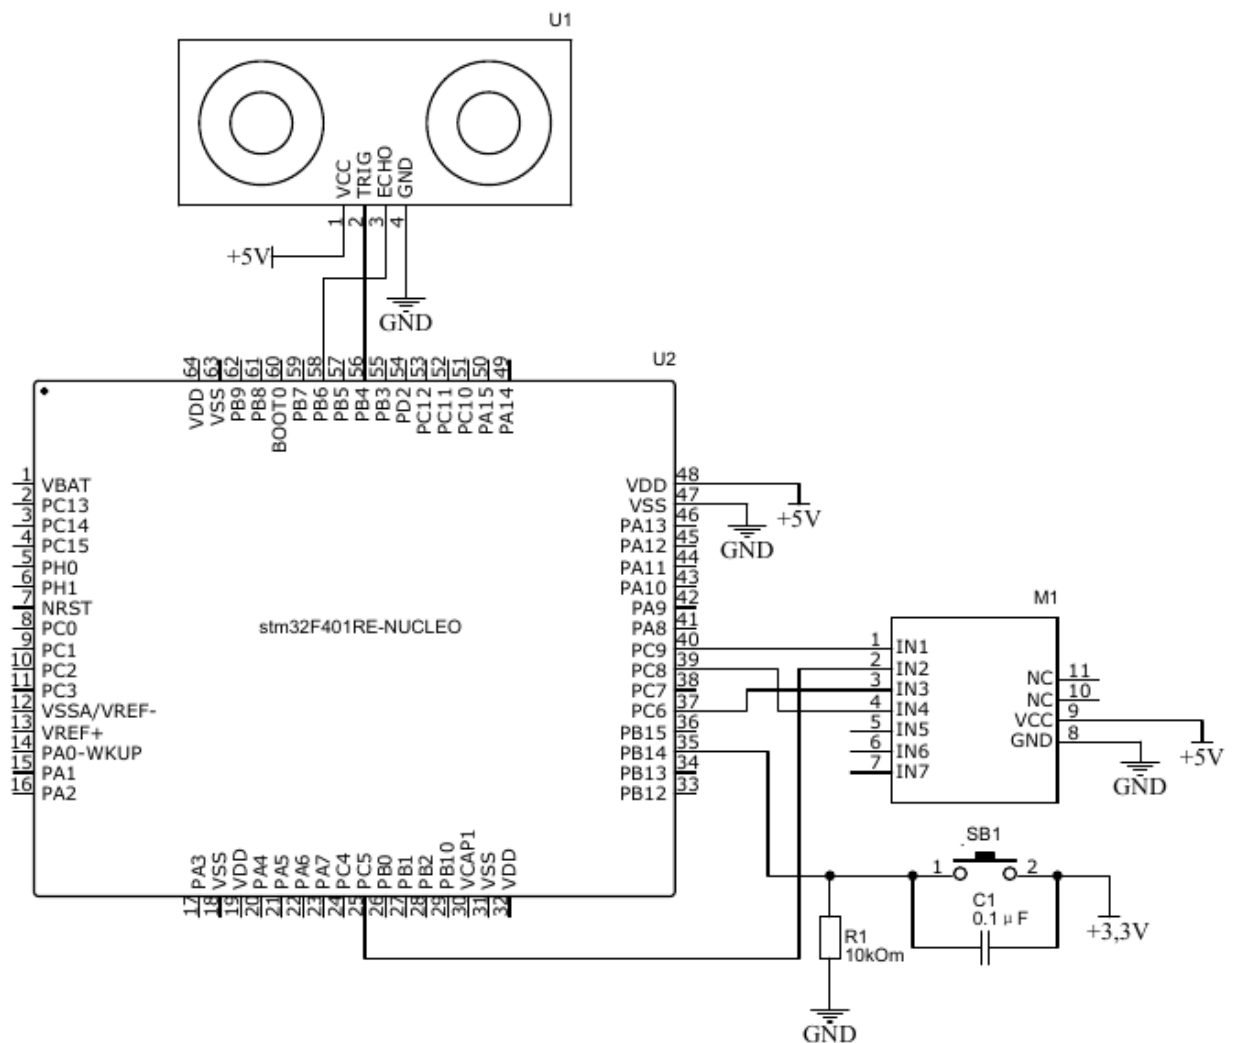 U1
VCC
TRIG
ECHO
GND
1
2
3
4
+5V
GND
U2
64
63
62
61
60
59
58
57
56
55
54
53
52
51
50
49
VDD
VSS
PB9
PB8
BOOT0
PB7
PB6
PB5
PB4
PB3
PD2
PC12
PC11
PC10
PA15
PA14
1 VBAT
2 PC13
3 PC14
4 PC15
5 PH0
6 PH1
7 NRST
8 PC0
9 PC1
10 PC2
11 PC3
12 VSSA/VREF-
13 VREF+
14 PA0-WKUP
15 PA1
16 PA2
stm32F401RE-NUCLEO
VDD 48
VSS 47
PA13 46
PA12 45
PA11 44
PA10 43
PA9 42
PA8 41
PC9 40
PC8 39
PC7 38
PC6 37
PB15 36
PB14 35
PB13 34
PB12 33
+5V
GND
PA3
VSS
VDD
PA4
PA5
PA6
PA7
PC4
PC5
PB0
PB1
PB2
PB10
VCAP1
VSS
VDD
17
18
19
20
21
22
23
24
25
26
27
28
29
30
31
32
M1
1 IN1
2 IN2
3 IN3
4 IN4
5 IN5
6 IN6
7 IN7
NC 11
NC 10
VCC 9
GND 8
+5V
GND
SB1
1 2
C1
0.1 μF
+3,3V
R1
10kOm
GND